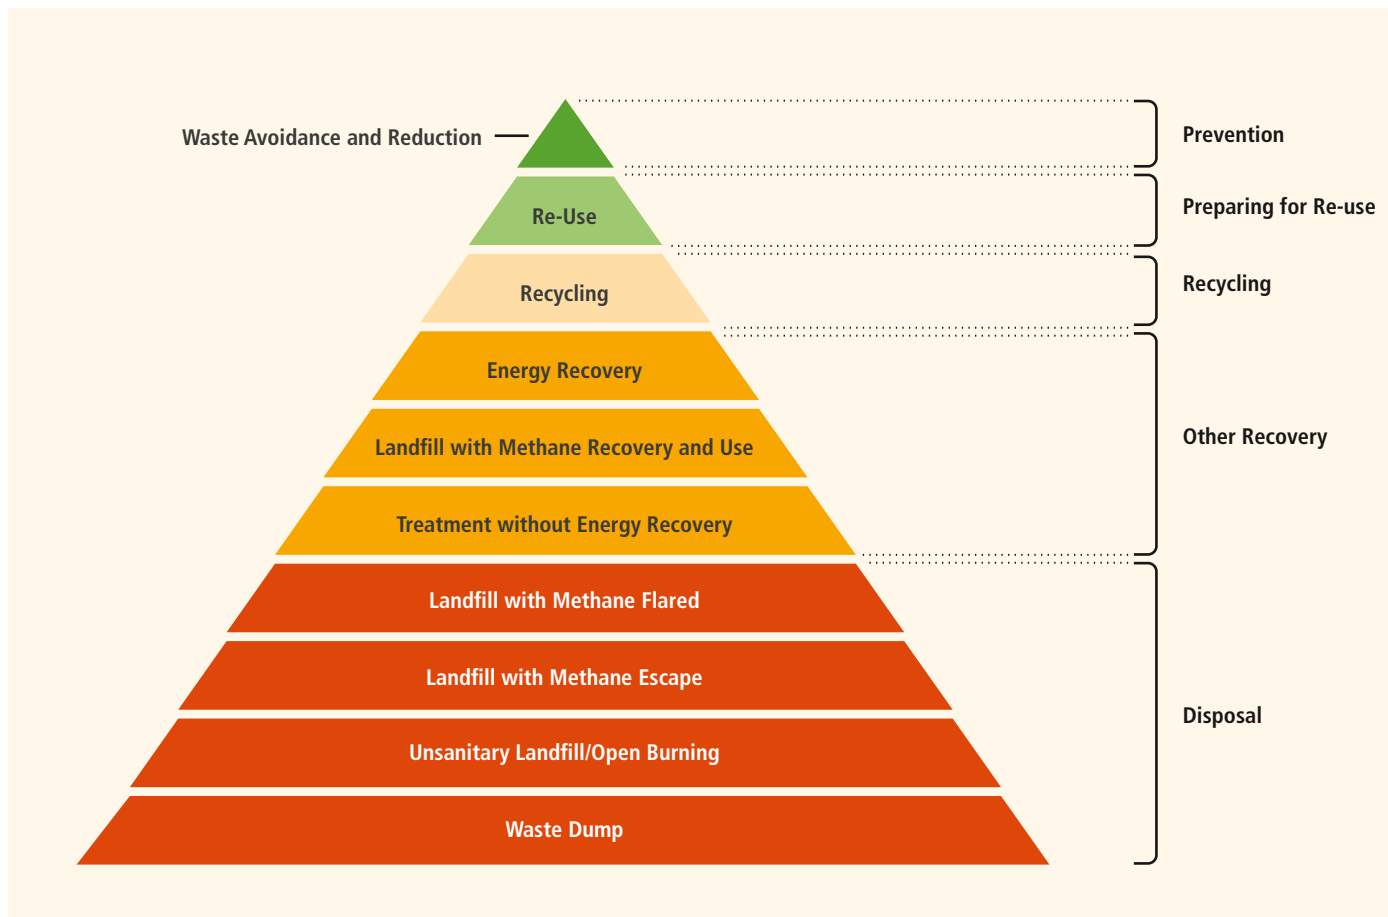 Waste Avoidance and Reduction
Prevention
Re-Use
Preparing for Re-use
Recycling
Recycling
Energy Recovery
Landfill with Methane Recovery and Use
Other Recovery
Treatment without Energy Recovery
Landfill with Methane Flared
Landfill with Methane Escape
Disposal
Unsanitary Landfill/Open Burning
Waste Dump